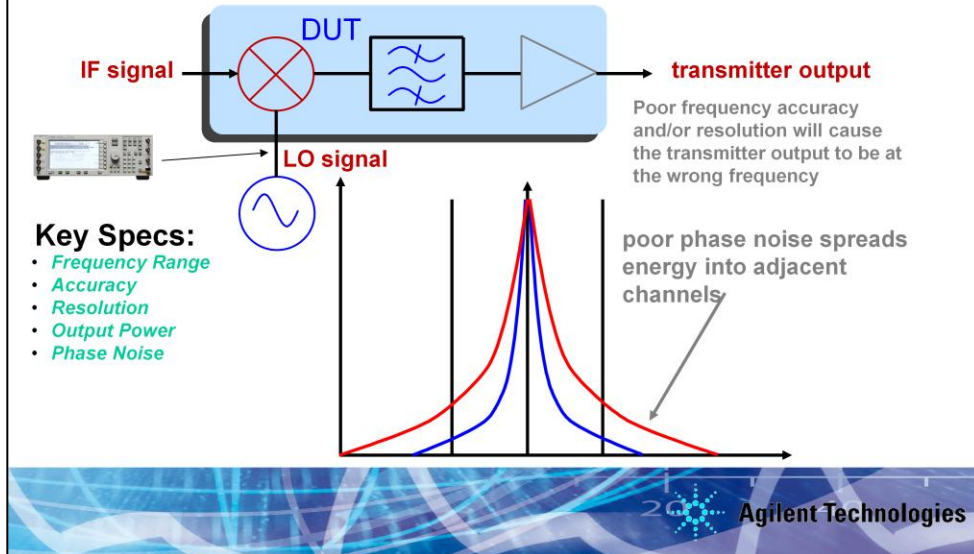 DUT
IF signal
transmitter output
Poor frequency accuracy
and/or resolution will cause
the transmitter output to be at
the wrong frequency
LO signal
Key Specs:
• Frequency Range
• Accuracy
• Resolution
• Output Power
• Phase Noise
poor phase noise spreads
energy into adjacent
channels
20
Agilent Technologies